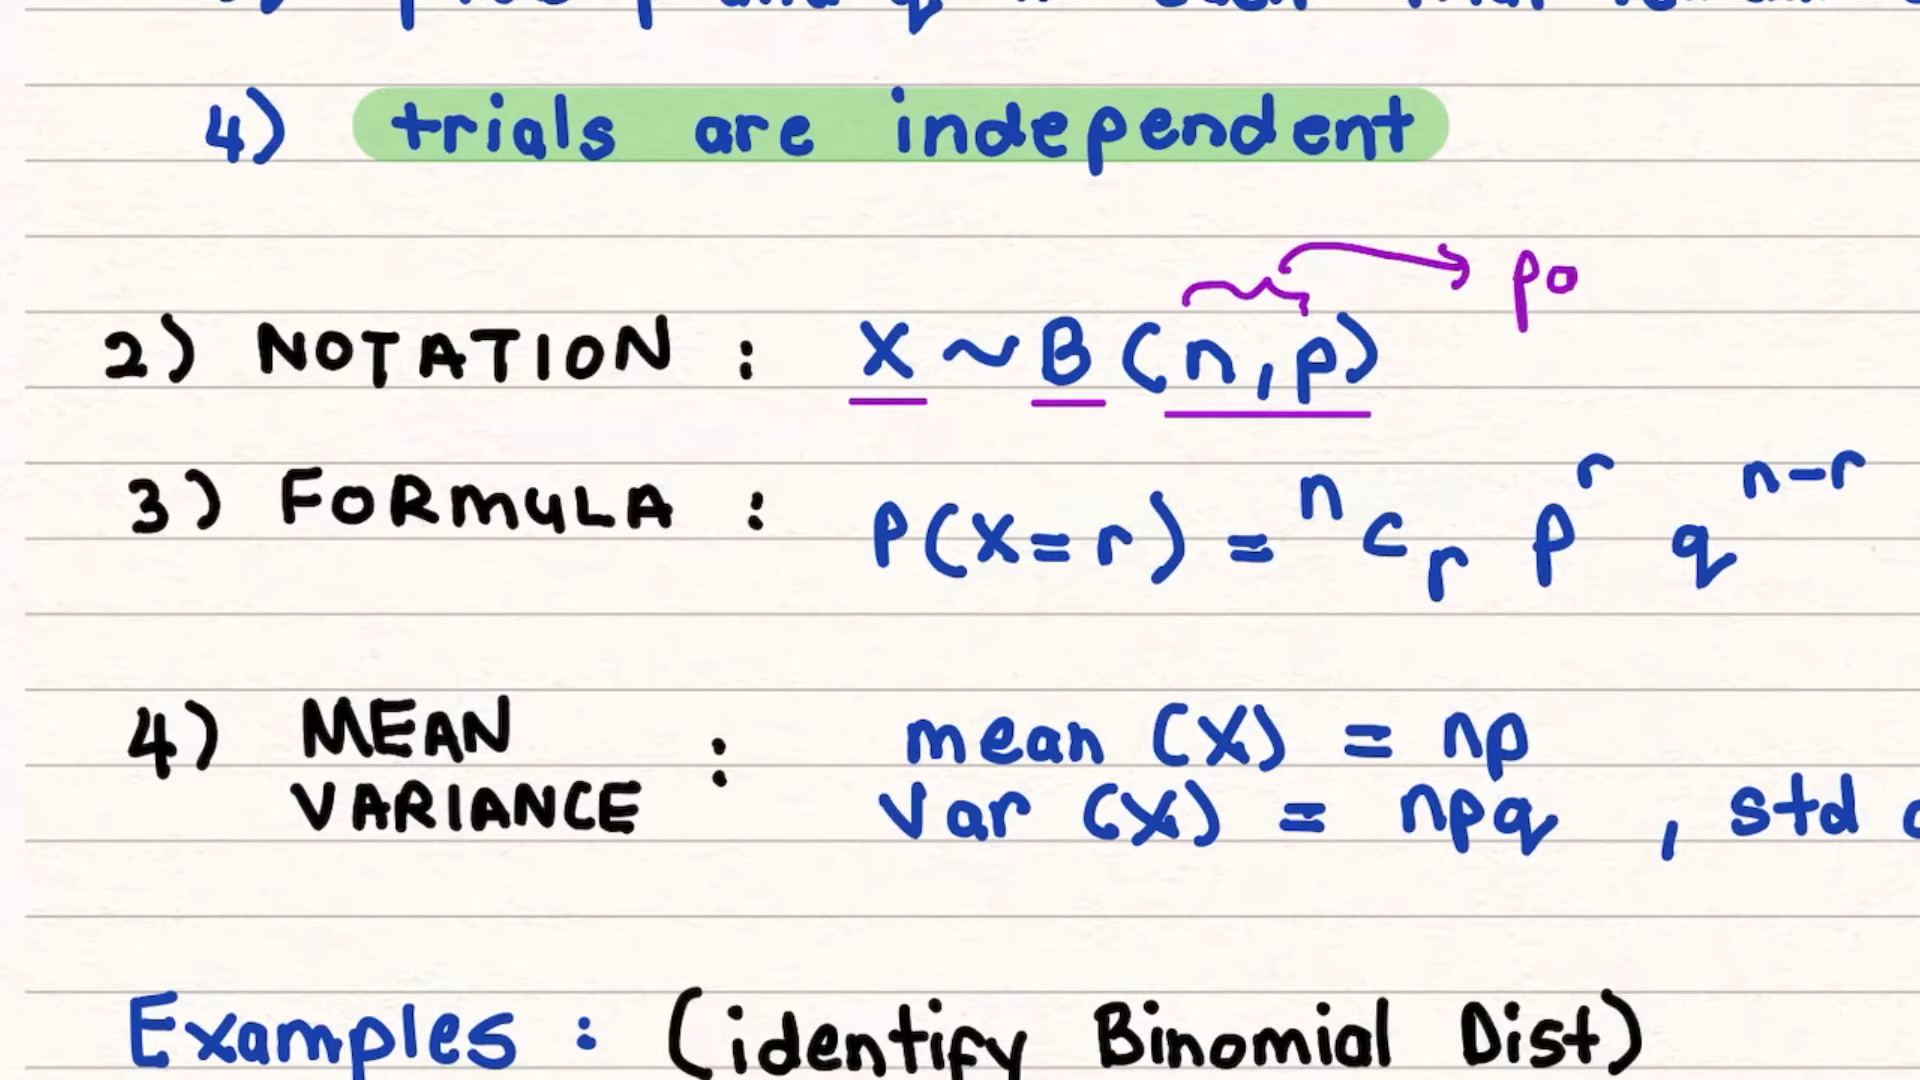 4) trials are independent
po
2) NOTATION : X ~ B (n,p)
3) FORMULA : P(X=r) = ⁿCᵣ pʳ qⁿ⁻ʳ
4) MEAN VARIANCE : mean (X) = np
Var (X) = npq , std
Examples : (identify Binomial Dist)